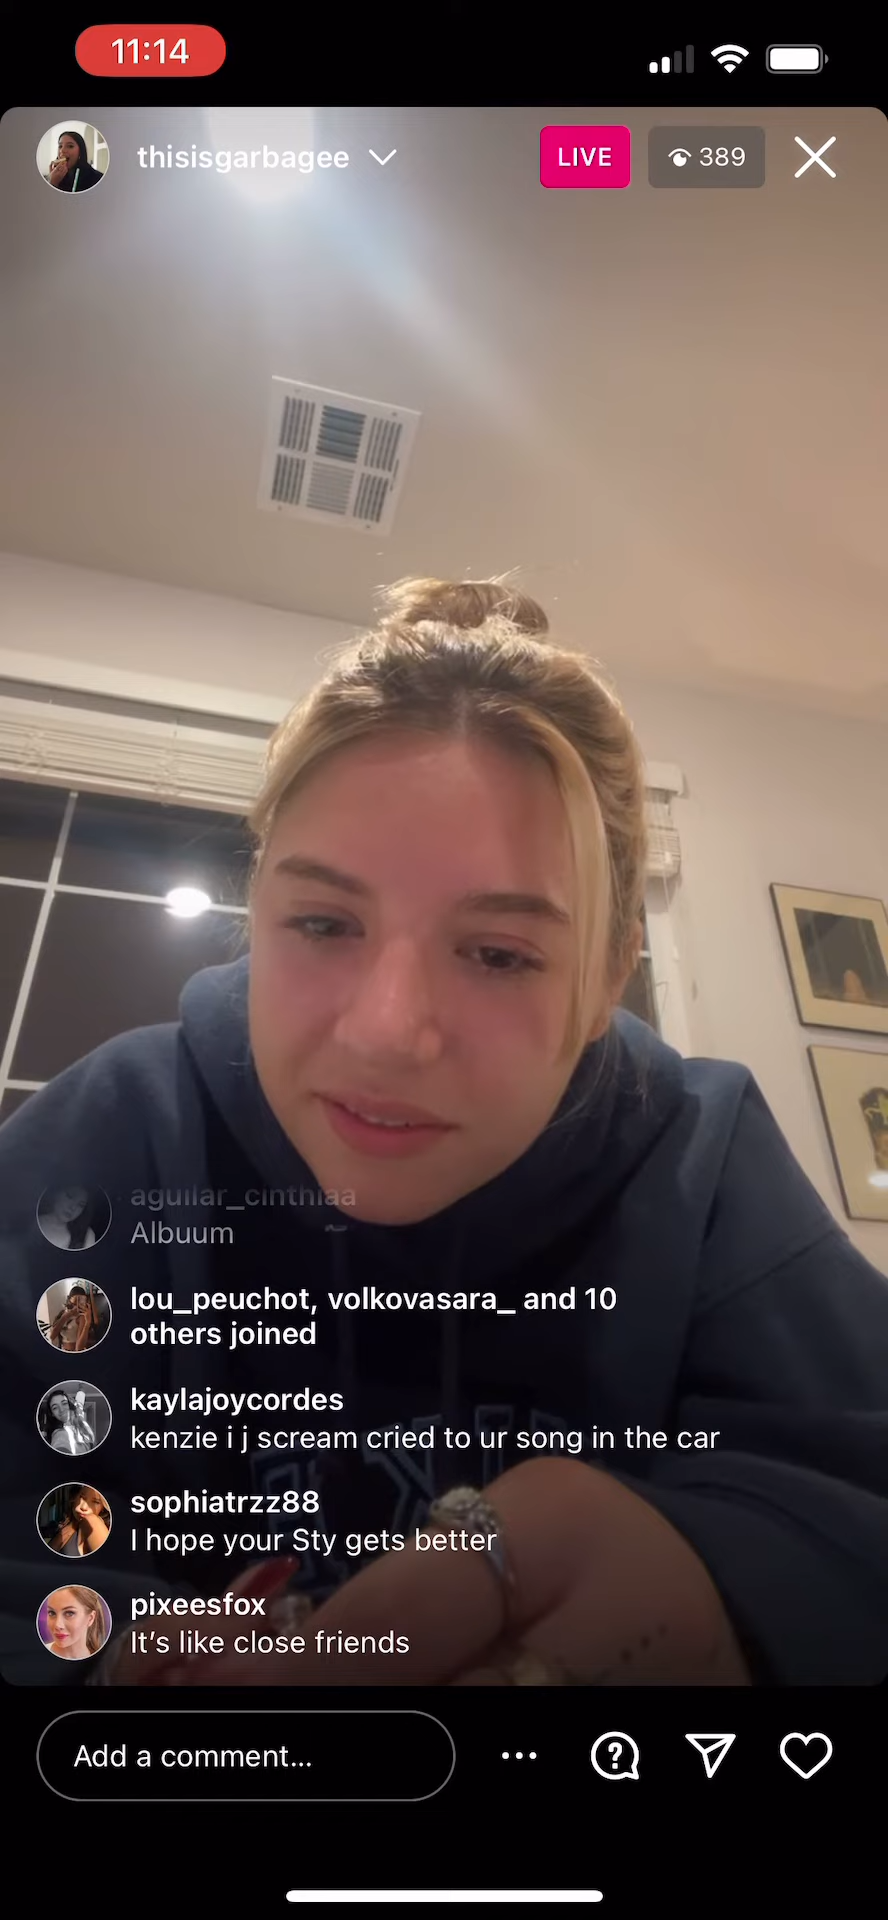 11:14
thisisgarbagee
LIVE
389
aguilar_cinthiaa
Albuum
lou_peuchot, volkovasara_ and 10
others joined
kaylajoycordes
kenzie i j scream cried to ur song in the car
sophiatrzz88
I hope your Sty gets better
pixeesfox
It's like close friends
Add a comment...